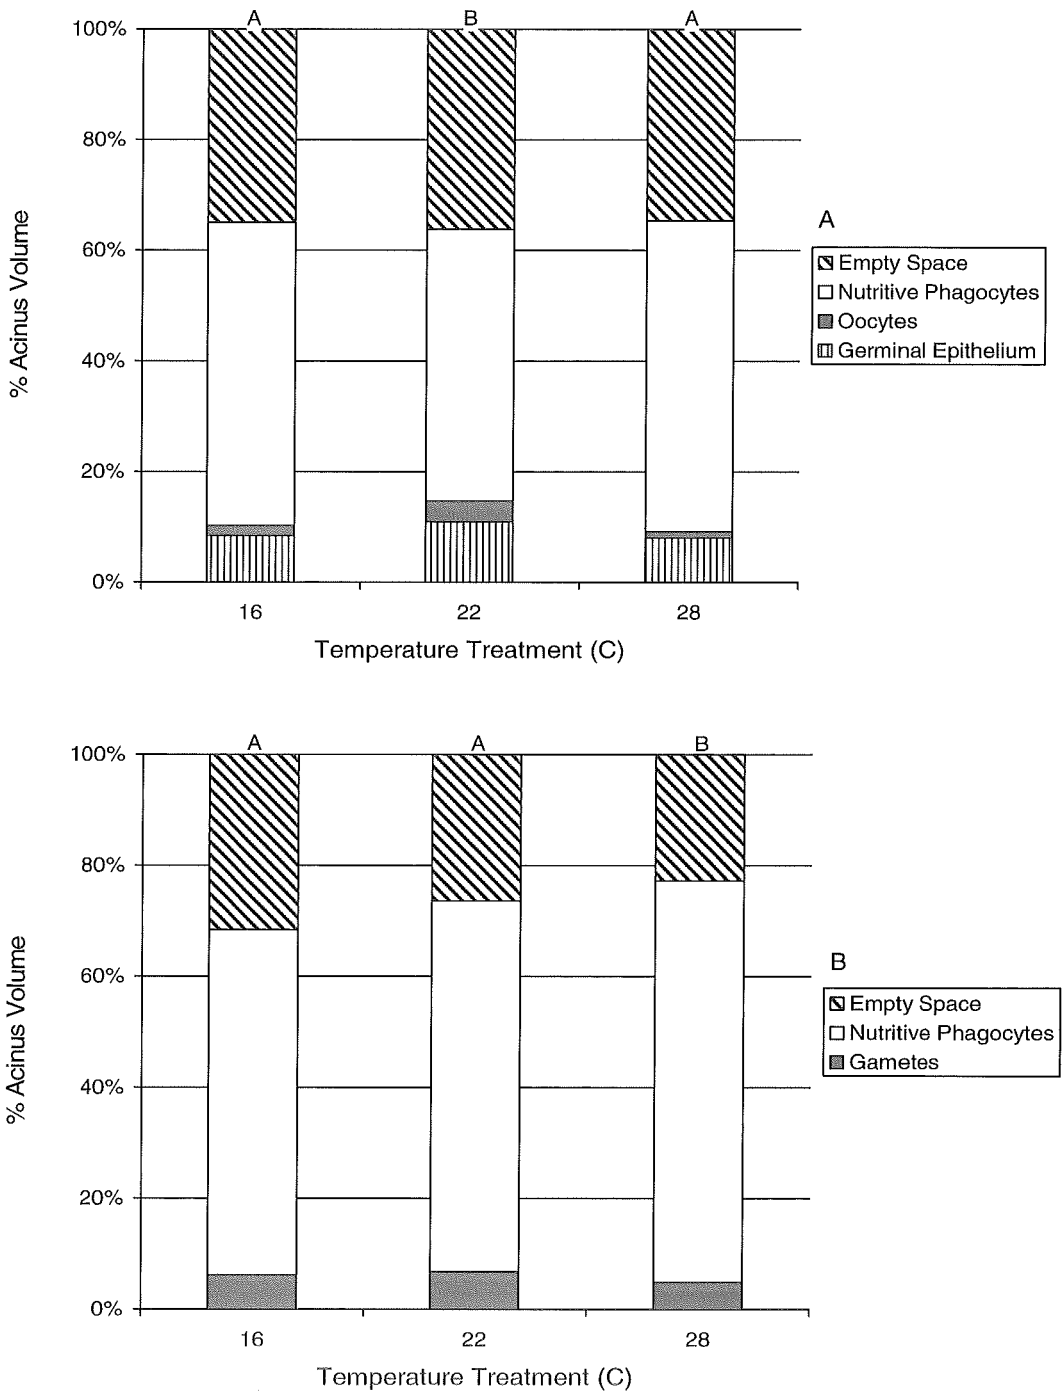 A B A
100%
80%
60%
40%
20%
0%
% Acinus Volume
16 22 28
Temperature Treatment (C)
A
Empty Space
Nutritive Phagocytes
Oocytes
Germinal Epithelium
A A B
100%
80%
60%
40%
20%
0%
% Acinus Volume
16 22 28
Temperature Treatment (C)
B
Empty Space
Nutritive Phagocytes
Gametes